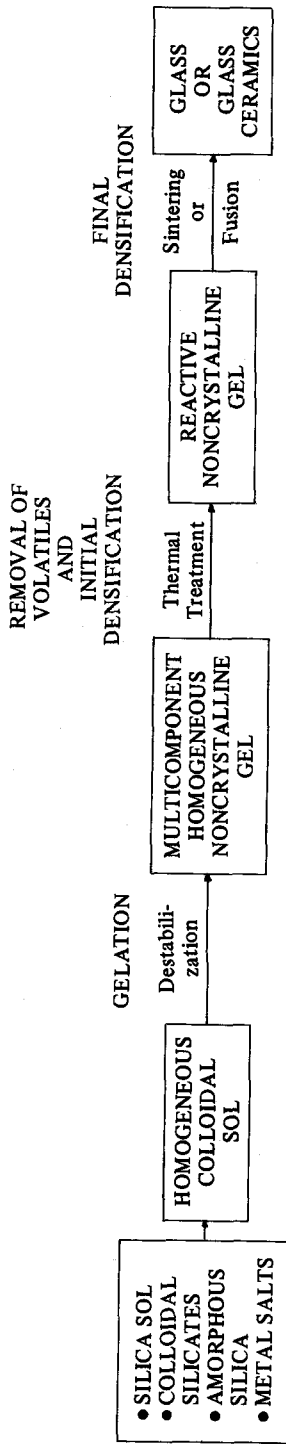 ● SILICA SOL
● COLLOIDAL
SILICATES
● AMORPHOUS
SILICA
● METAL SALTS
HOMOGENEOUS
COLLOIDAL
SOL
GELATION
Destabili-
zation
MULTICOMPONENT
HOMOGENEOUS
NONCRYSTALLINE
GEL
REMOVAL OF
VOLATILES
AND
INITIAL
DENSIFICATION
Thermal
Treatment
REACTIVE
NONCRYSTALLINE
GEL
FINAL
DENSIFICATION
Sintering
or
Fusion
GLASS
OR
GLASS
CERAMICS